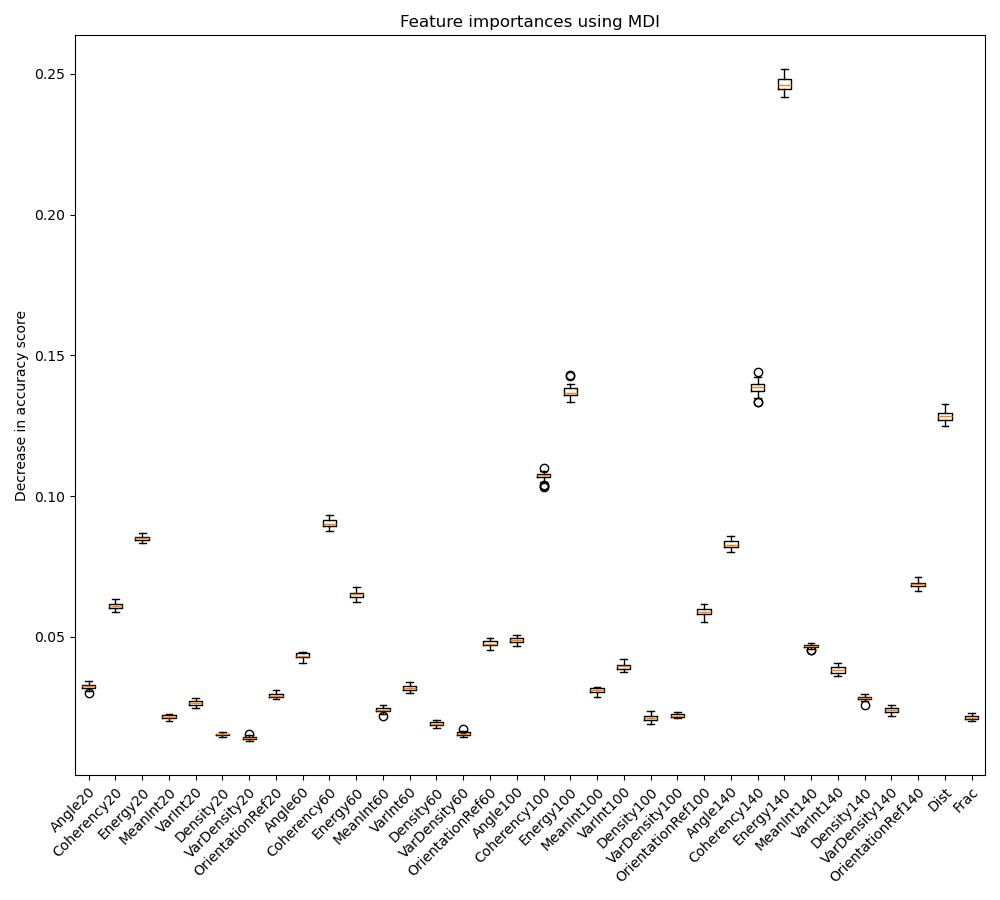 Feature importances using MDI
Decrease in accuracy score
0.25
0.20
0.15
0.10
0.05
Angle20
Coherency20
Energy20
MeanInt20
VarInt20
Density20
VarDensity20
OrientationRef20
Angle60
Coherency60
Energy60
MeanInt60
VarInt60
Density60
VarDensity60
OrientationRef60
Angle100
Coherency100
Energy100
MeanInt100
VarInt100
Density100
VarDensity100
OrientationRef100
Angle140
Coherency140
Energy140
MeanInt140
VarInt140
Density140
VarDensity140
OrientationRef140
Dist
Frac